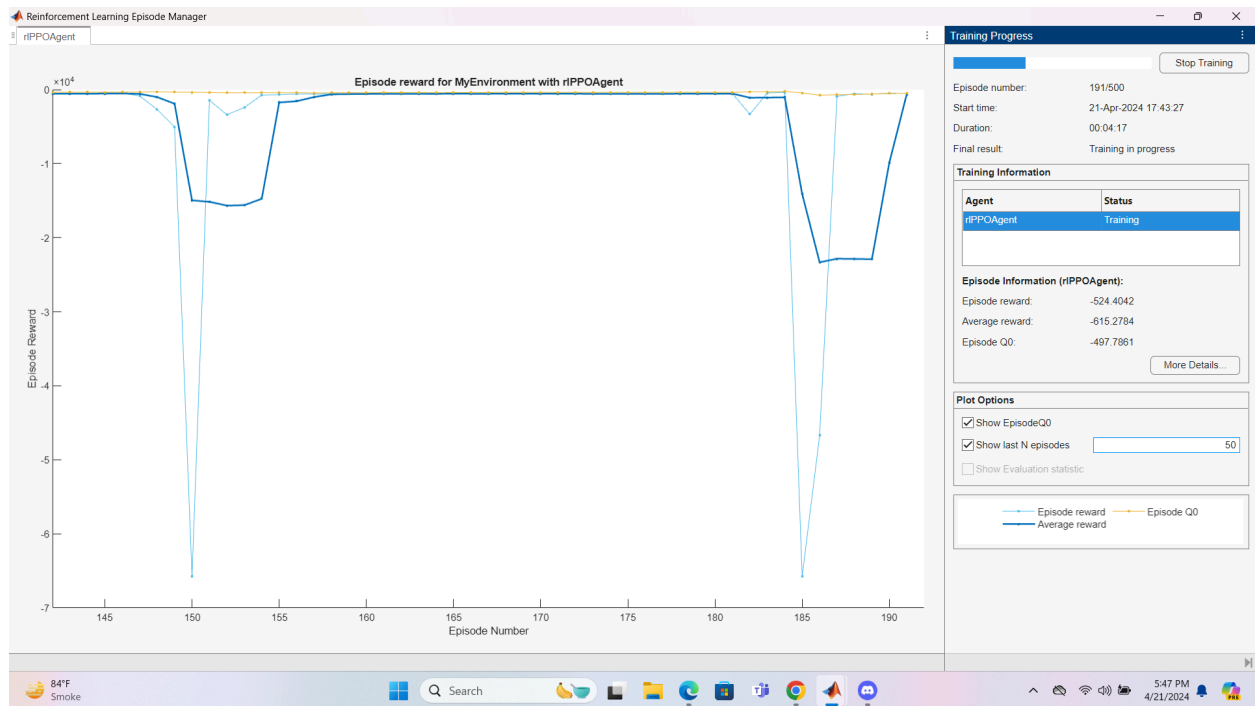 Reinforcement Learning Episode Manager
rlPPOAgent
Episode reward for MyEnvironment with rlPPOAgent
×10⁴
0
-1
-2
-3
-4
-5
-6
-7
Episode Reward
145 150 155 160 165 170 175 180 185 190
Episode Number
Training Progress
Stop Training
Episode number: 191/500
Start time: 21-Apr-2024 17:43:27
Duration: 00:04:17
Final result: Training in progress
Training Information
Agent Status
rlPPOAgent Training
Episode Information (rlPPOAgent):
Episode reward: -524.4042
Average reward: -615.2784
Episode Q0: -497.7861
More Details...
Plot Options
Show EpisodeQ0
Show last N episodes 50
Show Evaluation statistic
Episode reward Episode Q0
Average reward
84°F
Smoke
Search
PRE
5:47 PM
4/21/2024